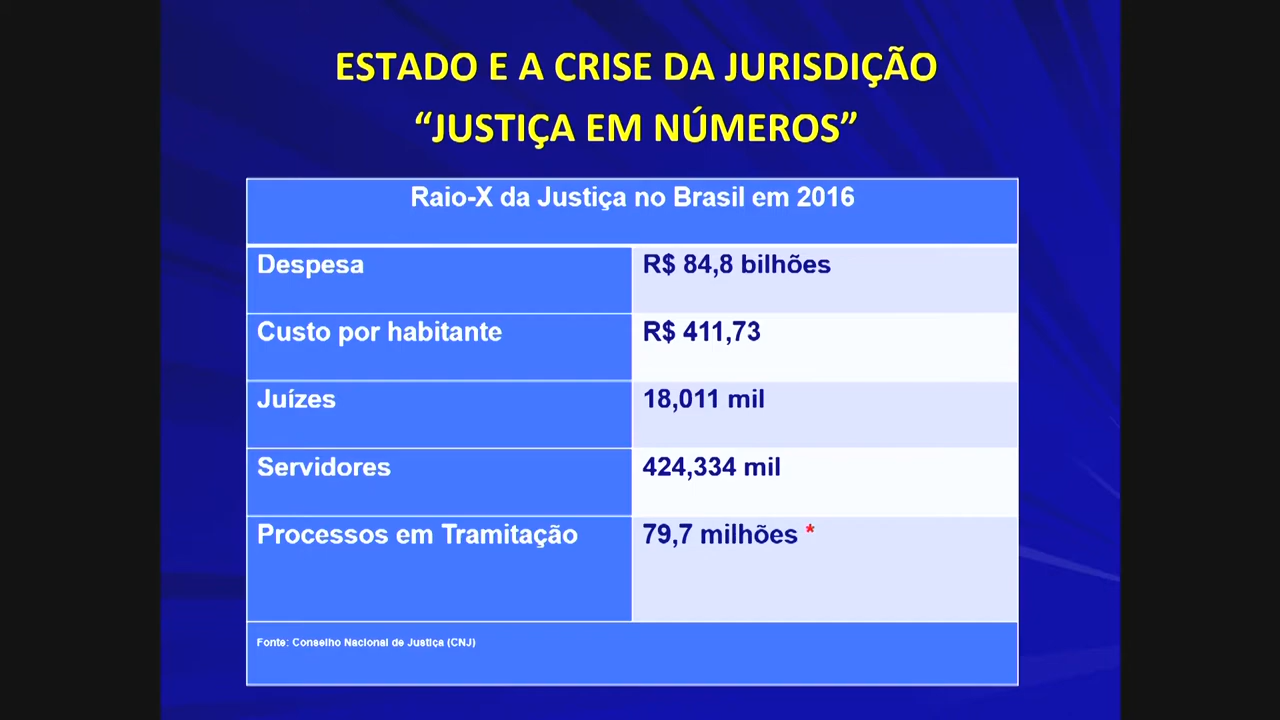 ESTADO E A CRISE DA JURISDIÇÃO
“JUSTIÇA EM NÚMEROS”
Raio-X da Justiça no Brasil em 2016
Despesa R$ 84,8 bilhões
Custo por habitante R$ 411,73
Juízes 18,011 mil
Servidores 424,334 mil
Processos em Tramitação 79,7 milhões *
Fonte: Conselho Nacional de Justiça (CNJ)